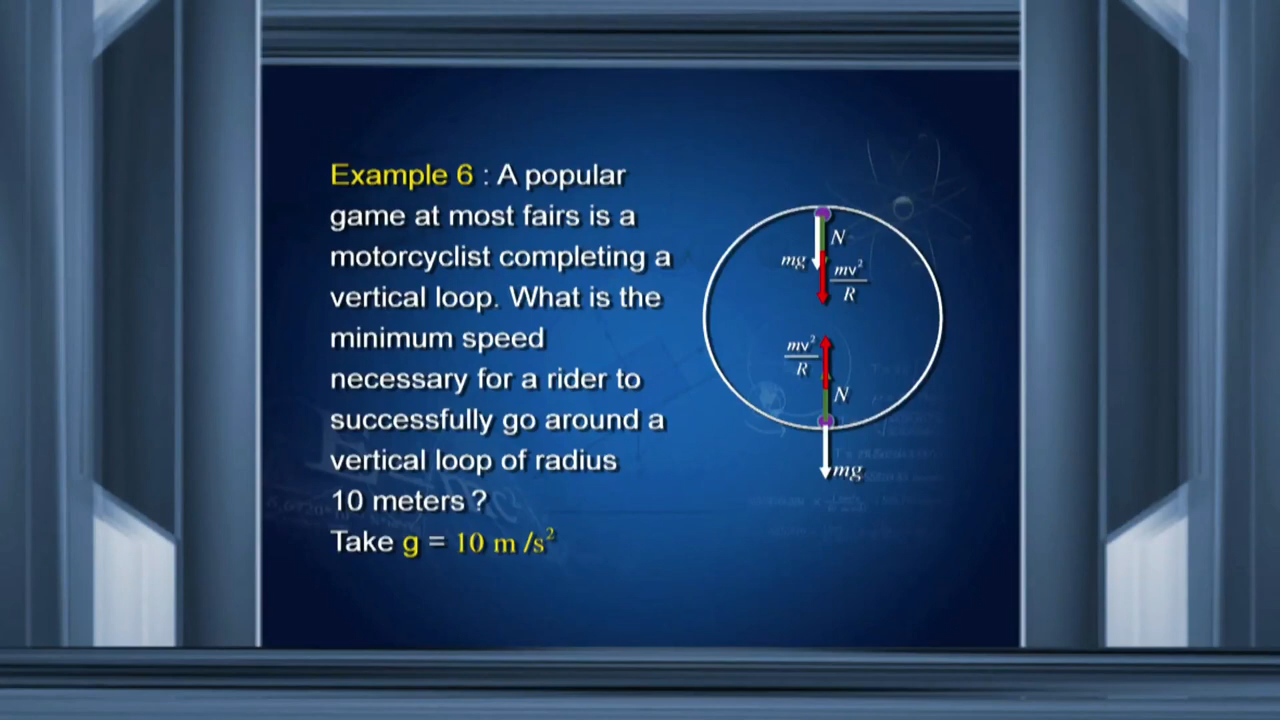 Example 6 : A popular
game at most fairs is a
motorcyclist completing a
vertical loop. What is the
minimum speed
necessary for a rider to
successfully go around a
vertical loop of radius
10 meters ?
Take g = 10 m /s²
N
mg
mv²
R
mv²
R
N
mg